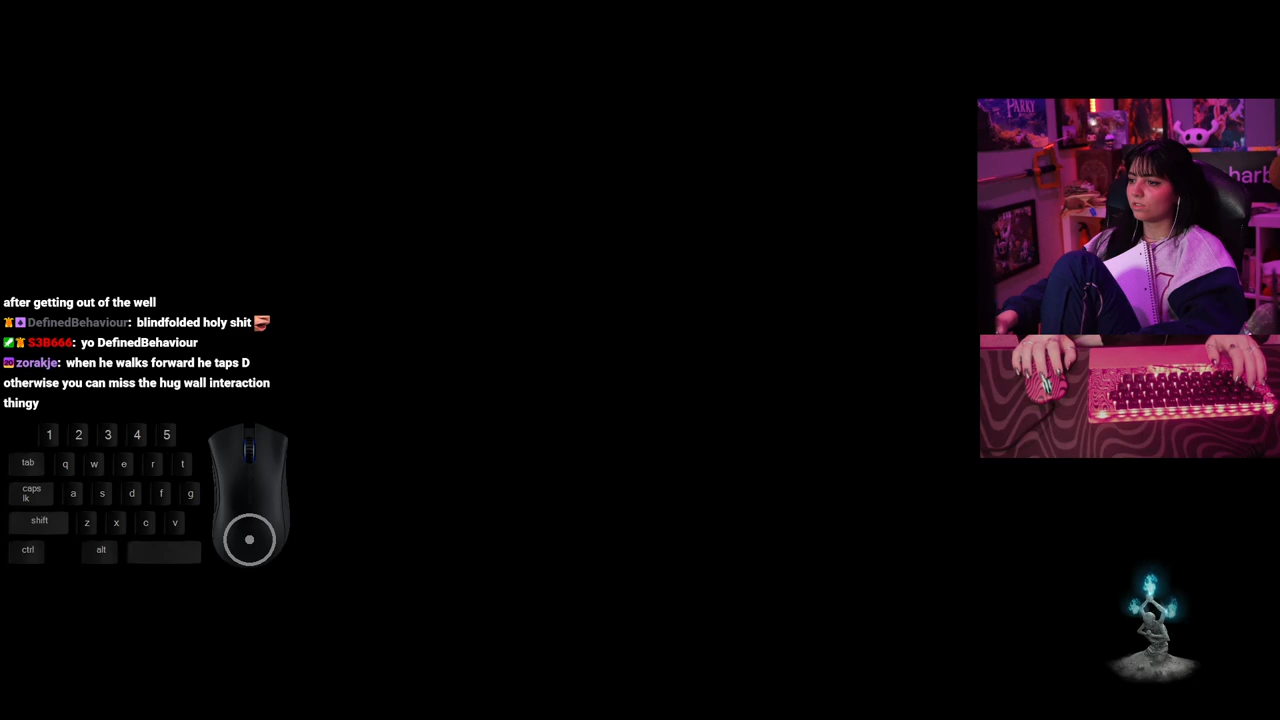 after getting out of the well
DefinedBehaviour: blindfolded holy shit
S3B666: yo DefinedBehaviour
zorakje: when he walks forward he taps D
otherwise you can miss the hug wall interaction
thingy
1 2 3 4 5
tab q w e r t
caps
lk
a s d f g
shift z x c v
ctrl alt
PARKY
harb